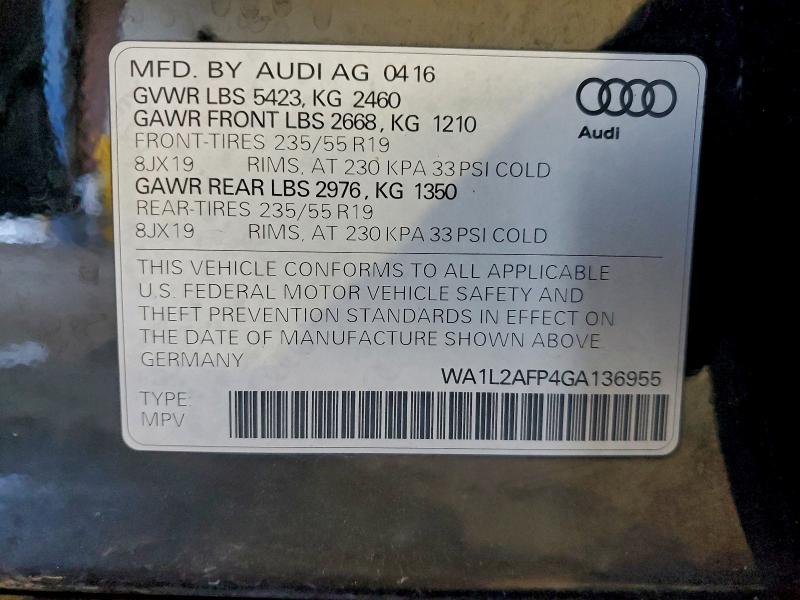 MFD. BY AUDI AG 0416
GVWR LBS 5423, KG 2460
GAWR FRONT LBS 2668, KG 1210
FRONT-TIRES 235/55 R19
8JX19 RIMS, AT 230 KPA 33 PSI COLD
GAWR REAR LBS 2976, KG 1350
REAR-TIRES 235/55 R19
8JX19 RIMS, AT 230 KPA 33 PSI COLD
Audi
THIS VEHICLE CONFORMS TO ALL APPLICABLE
U.S. FEDERAL MOTOR VEHICLE SAFETY AND
THEFT PREVENTION STANDARDS IN EFFECT ON
THE DATE OF MANUFACTURE SHOWN ABOVE
GERMANY
WA1L2AFP4GA136955
TYPE:
MPV